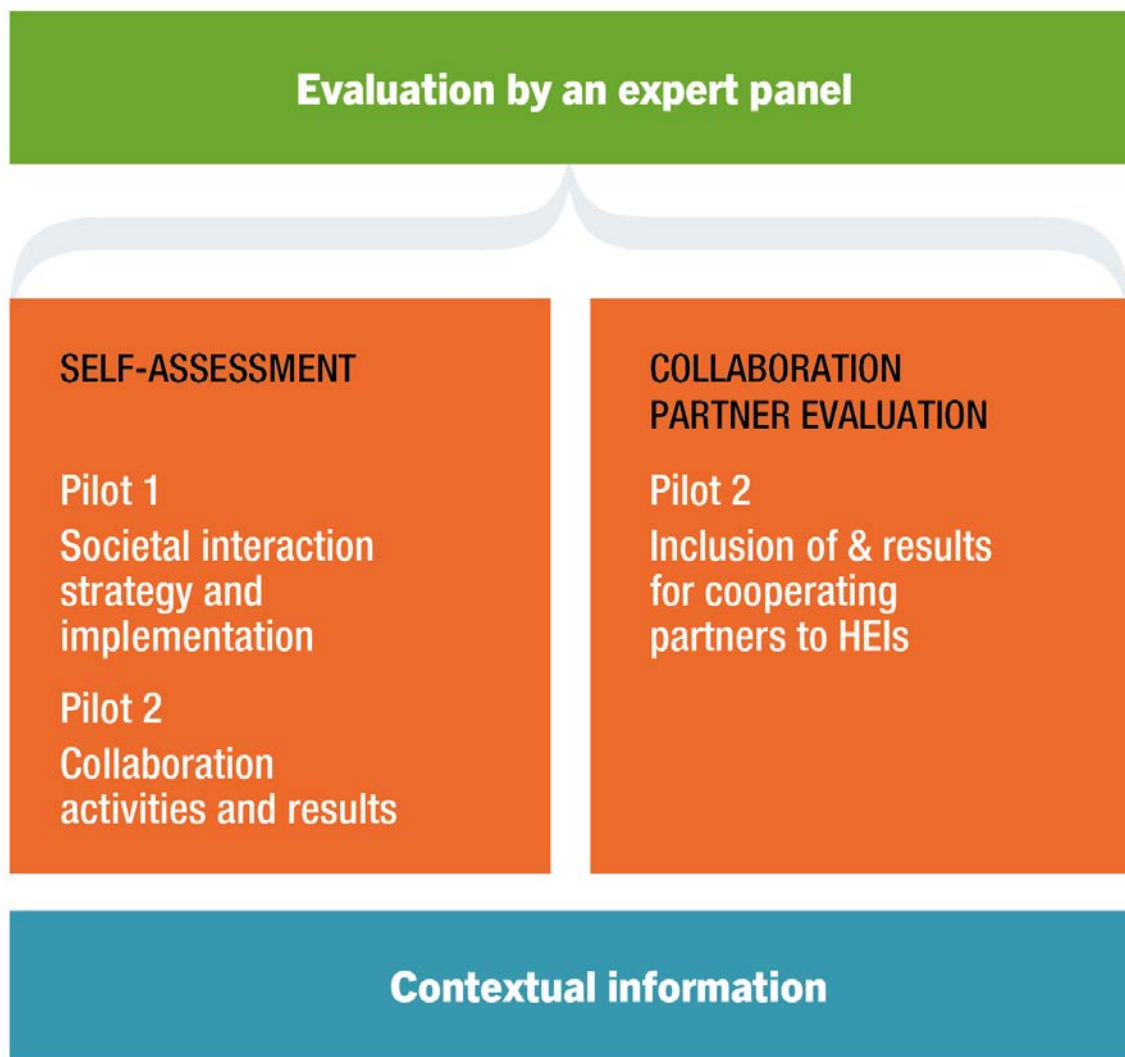 Evaluation by an expert panel
SELF-ASSESSMENT
Pilot 1
Societal interaction
strategy and
implementation
Pilot 2
Collaboration
activities and results
COLLABORATION
PARTNER EVALUATION
Pilot 2
Inclusion of & results
for cooperating
partners to HEIs
Contextual information